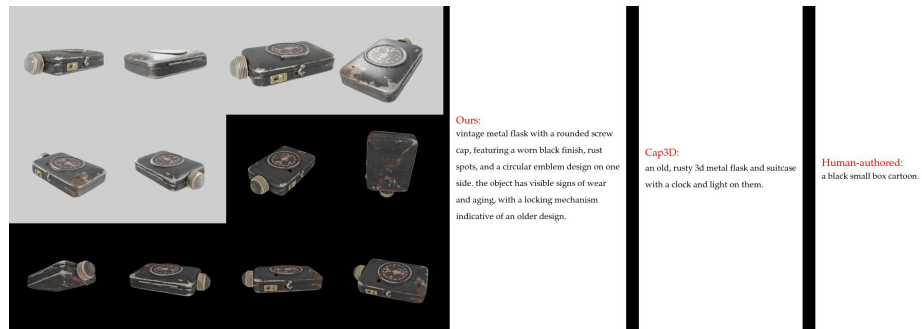 Ours:
vintage metal flask with a rounded screw
cap, featuring a worn black finish, rust
spots, and a circular emblem design on one
side. the object has visible signs of wear
and aging, with a locking mechanism
indicative of an older design.
Cap3D:
an old, rusty 3d metal flask and suitcase
with a clock and light on them.
Human-authored:
a black small box cartoon.